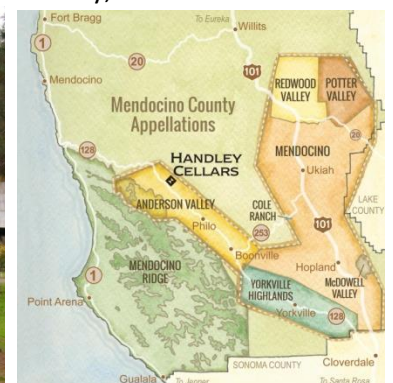 To Eureka
Fort Bragg
Willits
1
20
101
Mendocino
REDWOOD
VALLEY
POTTER
VALLEY
Mendocino County
Appellations
20
128
HANDLEY
CELLARS
MENDOCINO
Ukiah
LAKE
COUNTY
ANDERSON VALLEY
COLE
RANCH
Philo
253
101
Boonville
MENDOCINO
RIDGE
Hopland
1
YORKVILLE
HIGHLANDS
McDOWELL
VALLEY
Point Arena
Yorkville
128
SONOMA COUNTY
Cloverdale
Gualala
To Jenner
To Santa Rosa